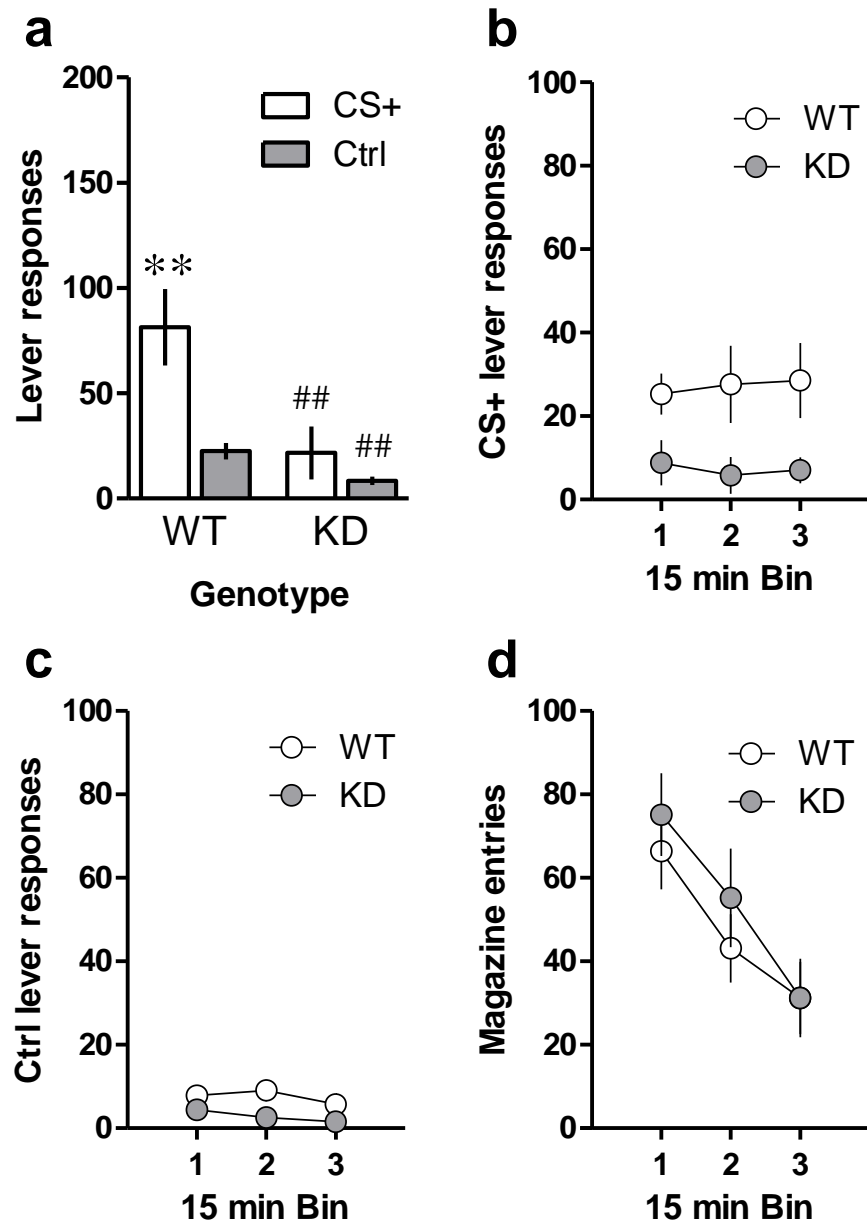 a
200
150
100
50
0
Lever responses
CS+
Ctrl
**
##
##
WT KD
Genotype
b
100
80
60
40
20
0
CS+ lever responses
WT
KD
1 2 3
15 min Bin
c
100
80
60
40
20
0
Ctrl lever responses
WT
KD
1 2 3
15 min Bin
d
100
80
60
40
20
0
Magazine entries
WT
KD
1 2 3
15 min Bin